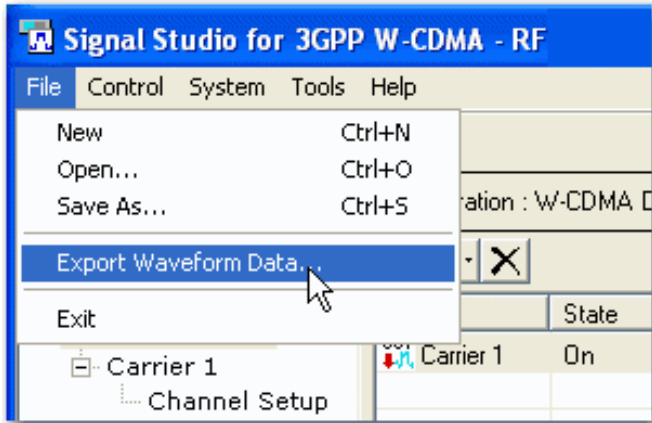 Signal Studio for 3GPP W-CDMA - RF
File Control System Tools Help
New Ctrl+N
Open... Ctrl+O
Save As... Ctrl+S
ation : W-CDMA
Export Waveform Data...
State
Exit
Carrier 1 On
Carrier 1
Channel Setup